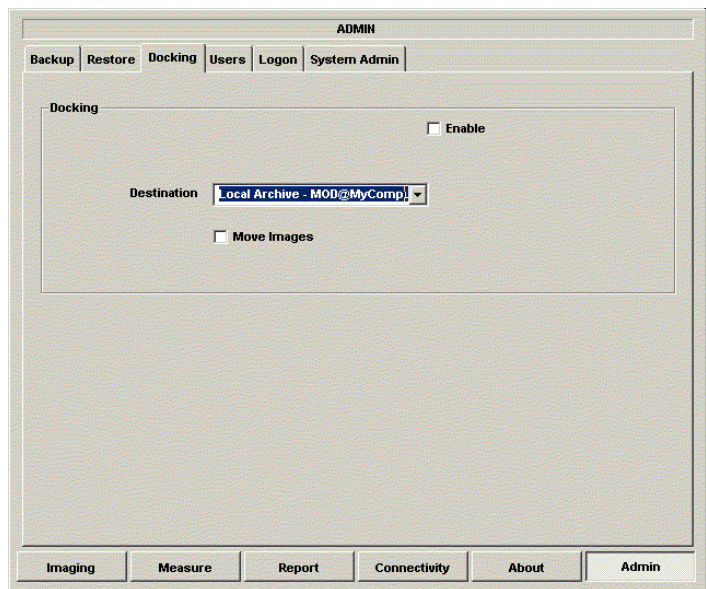 ADMIN
Backup Restore Docking Users Logon System Admin
Docking
Enable
Destination Local Archive - MOD@MyComp
Move Images
Imaging Measure Report Connectivity About Admin